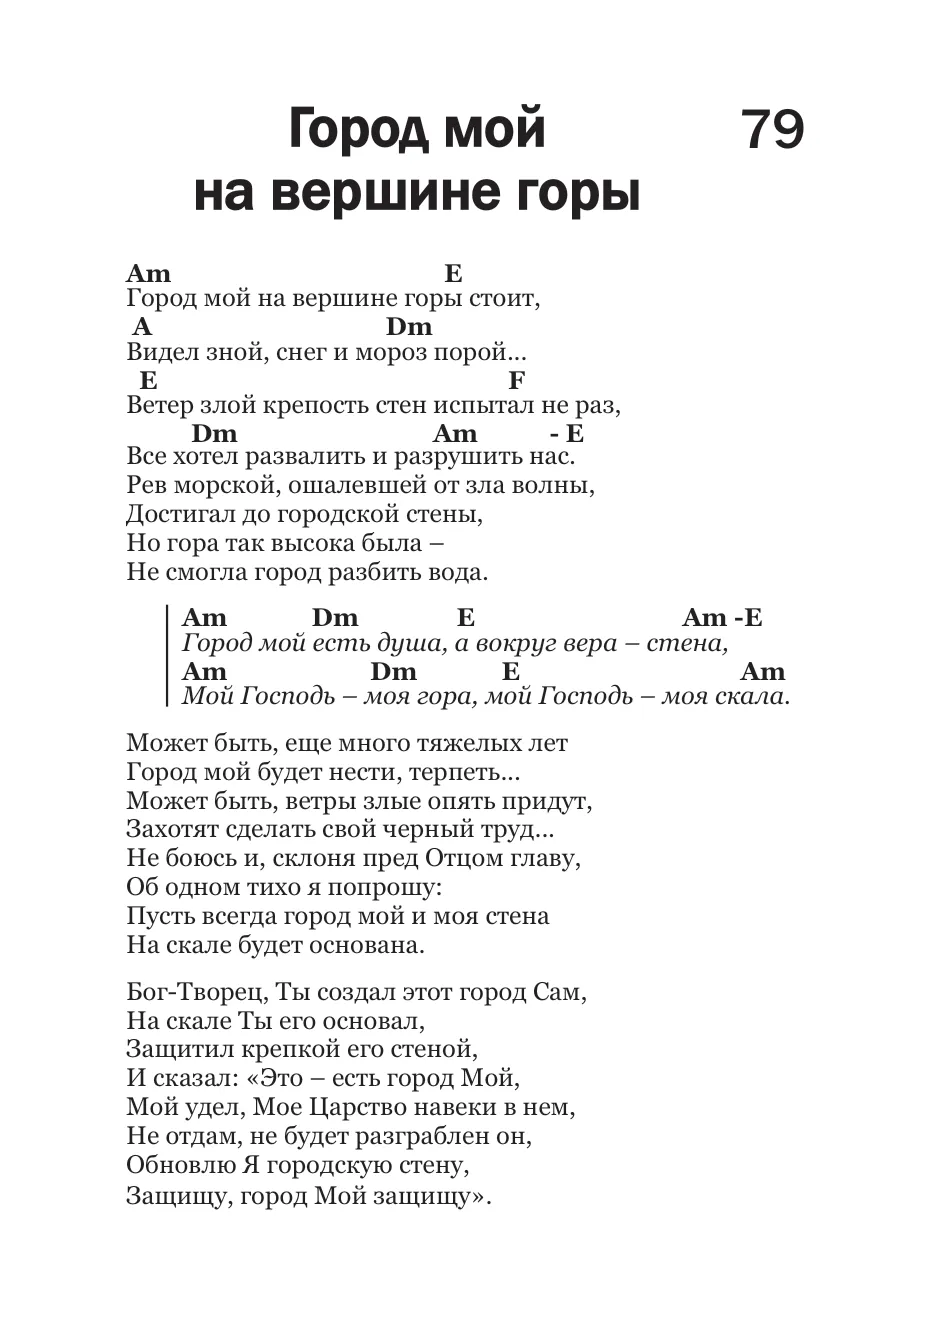 Город мой 79
на вершине горы
Am E
Город мой на вершине горы стоит,
A Dm
Видел зной, снег и мороз порой...
E F
Ветер злой крепость стен испытал не раз,
Dm Am - E
Все хотел развалить и разрушить нас.
Рев морской, ошалевшей от зла волны,
Достигал до городской стены,
Но гора так высока была –
Не смогла город разбить вода.
Am Dm E Am -E
Город мой есть душа, а вокруг вера – стена,
Am Dm E Am
Мой Господь – моя гора, мой Господь – моя скала.
Может быть, еще много тяжелых лет
Город мой будет нести, терпеть...
Может быть, ветры злые опять придут,
Захотят сделать свой черный труд...
Не боюсь и, склоня пред Отцом главу,
Об одном тихо я попрошу:
Пусть всегда город мой и моя стена
На скале будет основана.
Бог-Творец, Ты создал этот город Сам,
На скале Ты его основал,
Защитил крепкой его стеной,
И сказал: «Это – есть город Мой,
Мой удел, Мое Царство навеки в нем,
Не отдам, не будет разграблен он,
Обновлю Я городскую стену,
Защищу, город Мой защищу».